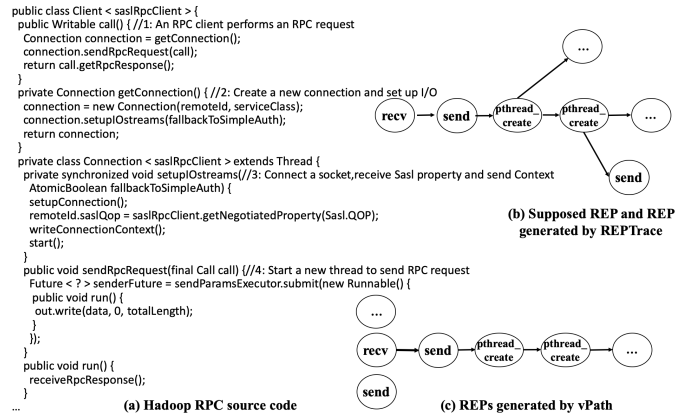 public class Client < saslRpcClient > {
public Writable call() { //1: An RPC client performs an RPC request
Connection connection = getConnection();
connection.sendRpcRequest(call);
return call.getRpcResponse();
}
private Connection getConnection() { //2: Create a new connection and set up I/O
connection = new Connection(remoteId, serviceClass);
connection.setupIOstreams(fallbackToSimpleAuth);
return connection;
}
private class Connection < saslRpcClient > extends Thread {
private synchronized void setupIOstreams(//3: Connect a socket,receive Sasl property and send Context
AtomicBoolean fallbackToSimpleAuth) {
setupConnection();
remoteId.saslQop = saslRpcClient.getNegotiatedProperty(Sasl.QOP);
writeConnectionContext();
start();
}
public void sendRpcRequest(final Call call) {//4: Start a new thread to send RPC request
Future < ? > senderFuture = sendParamsExecutor.submit(new Runnable() {
public void run() {
out.write(data, 0, totalLength);
}
});
}
public void run() {
receiveRpcResponse();
}
...
(a) Hadoop RPC source code
...
recv
send
pthread_
create
pthread_
create
...
send
(b) Supposed REP and REP
generated by REPTrace
...
recv
send
pthread_
create
pthread_
create
...
send
(c) REPs generated by vPath